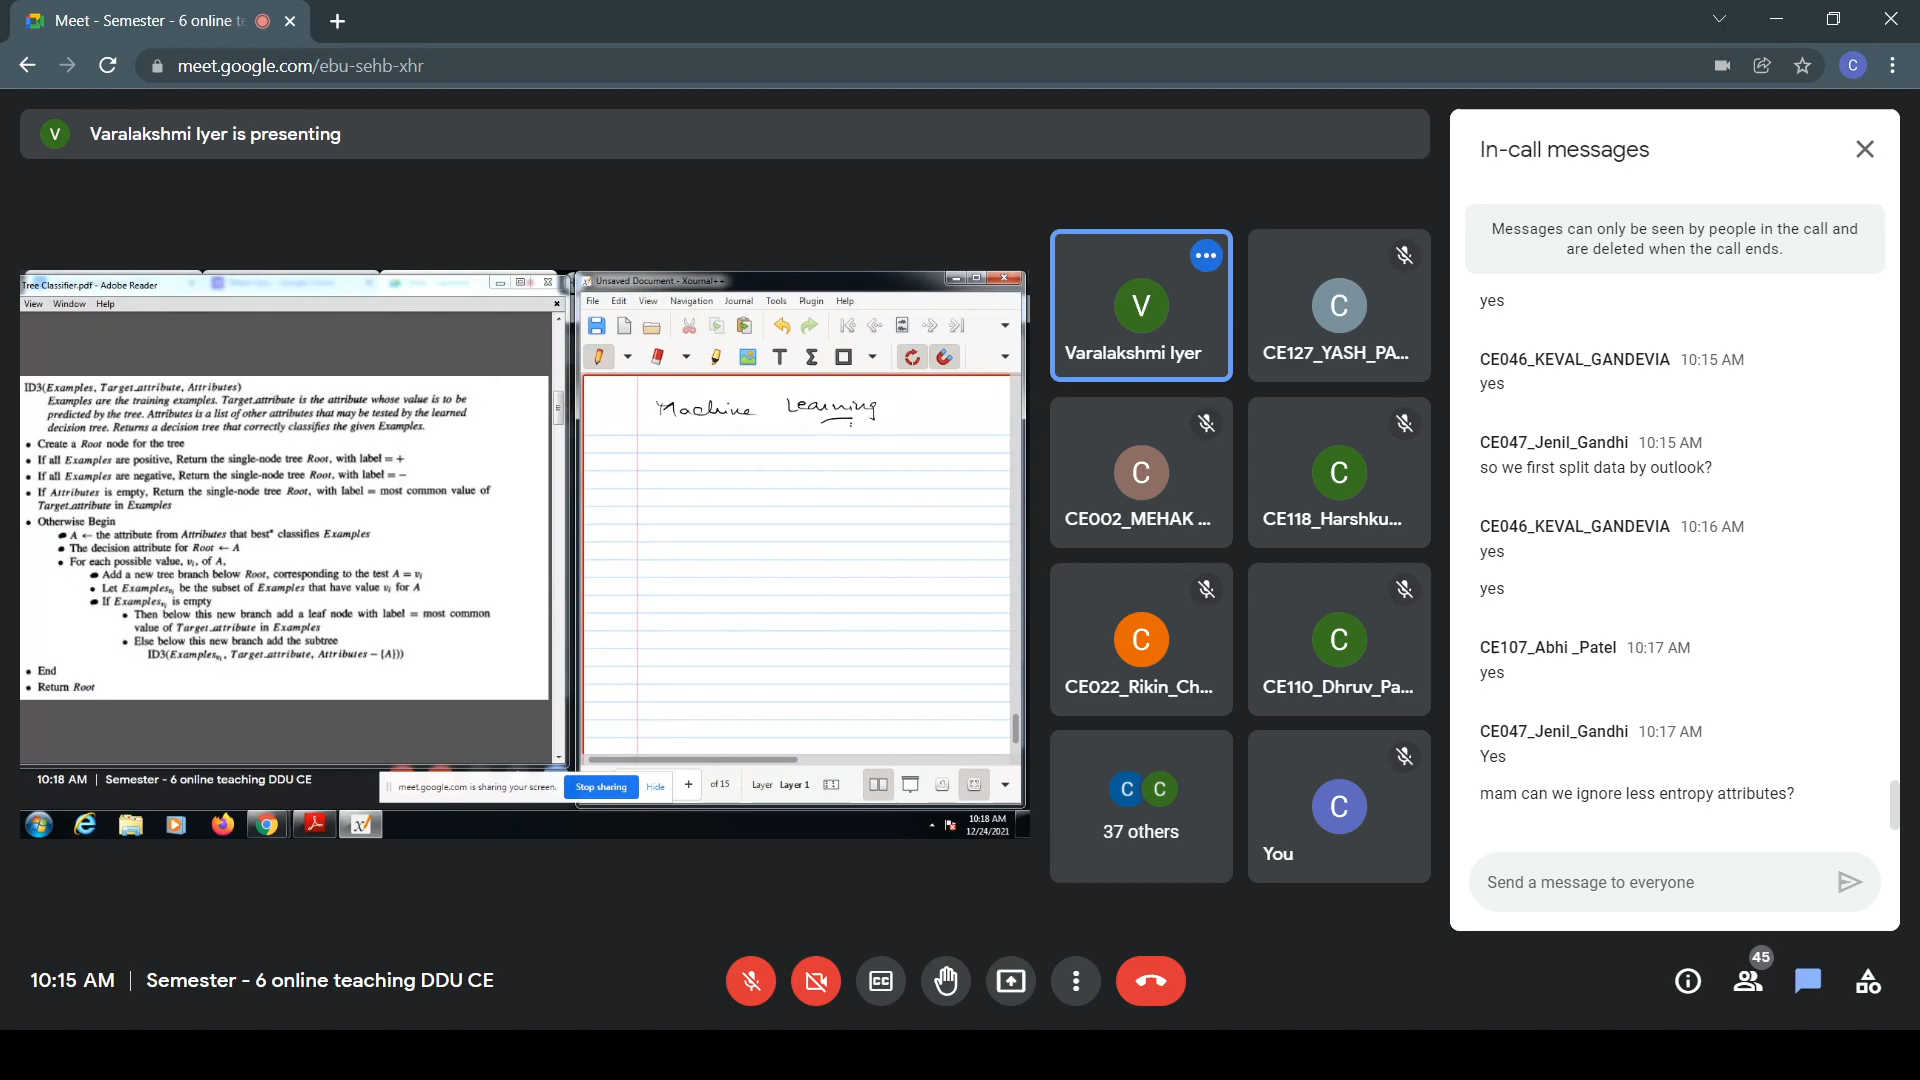 Meet - Semester - 6 online te
meet.google.com/ebu-sehb-xhr
C
V
Varalakshmi Iyer is presenting
Tree Classifier.pdf - Adobe Reader
View Window Help
ID3(Examples, Target_attribute, Attributes)
Examples are the training examples. Target_attribute is the attribute whose value is to be
predicted by the tree. Attributes is a list of other attributes that may be tested by the learned
decision tree. Returns a decision tree that correctly classifies the given Examples.
• Create a Root node for the tree
• If all Examples are positive, Return the single-node tree Root, with label = +
• If all Examples are negative, Return the single-node tree Root, with label = −
• If Attributes is empty, Return the single-node tree Root, with label = most common value of
Target_attribute in Examples
• Otherwise Begin
• A ← the attribute from Attributes that best* classifies Examples
• The decision attribute for Root ← A
• For each possible value, vi, of A,
• Add a new tree branch below Root, corresponding to the test A = vi
• Let Examples vi be the subset of Examples that have value vi for A
• If Examples vi is empty
• Then below this new branch add a leaf node with label = most common
value of Target_attribute in Examples
• Else below this new branch add the subtree
ID3(Examples vi, Target_attribute, Attributes − {A}))
• End
• Return Root
10:18 AM | Semester - 6 online teaching DDU CE
meet.google.com is sharing your screen. Stop sharing Hide
Unsaved Document - Xournal++
File Edit View Navigation Journal Tools Plugin Help
Machine Learning
of 15 Layer Layer 1
10:18 AM
12/24/2021
V
Varalakshmi Iyer
C
CE127_YASH_PA...
C
CE002_MEHAK ...
C
CE118_Harshku...
C
CE022_Rikin_Ch...
C
CE110_Dhruv_Pa...
C C
37 others
C
You
In-call messages
Messages can only be seen by people in the call and
are deleted when the call ends.
yes
CE046_KEVAL_GANDEVIA 10:15 AM
yes
CE047_Jenil_Gandhi 10:15 AM
so we first split data by outlook?
CE046_KEVAL_GANDEVIA 10:16 AM
yes
yes
CE107_Abhi _Patel 10:17 AM
yes
CE047_Jenil_Gandhi 10:17 AM
Yes
mam can we ignore less entropy attributes?
Send a message to everyone
10:15 AM | Semester - 6 online teaching DDU CE
45